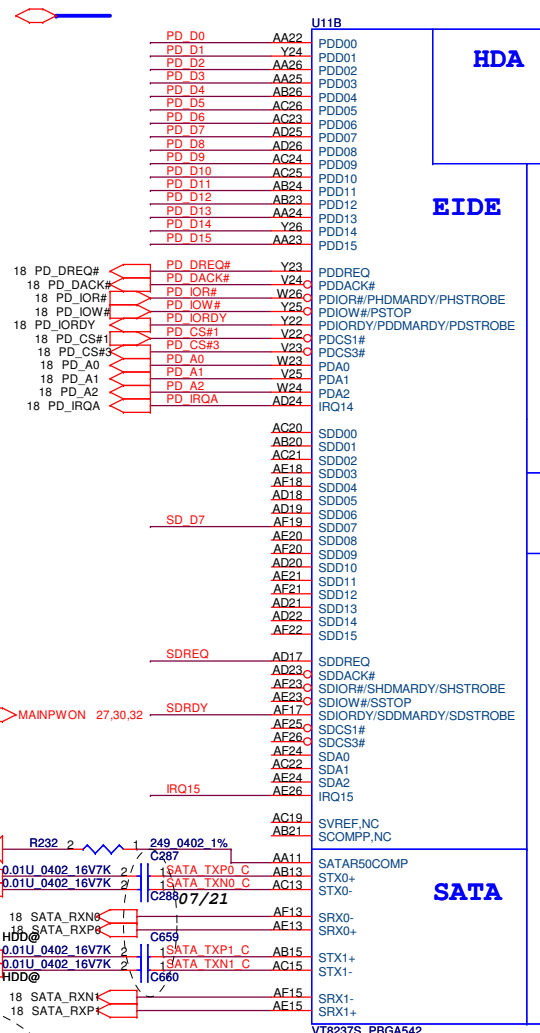 U11B
HDA
EIDE
PD_D0 AA22 PDD00
PD_D1 Y24 PDD01
PD_D2 AA26 PDD02
PD_D3 AA25 PDD03
PD_D4 AB26 PDD04
PD_D5 AC26 PDD05
PD_D6 AC23 PDD06
PD_D7 AD25 PDD07
PD_D8 AD26 PDD08
PD_D9 AC24 PDD09
PD_D10 AC25 PDD10
PD_D11 AB24 PDD11
PD_D12 AB23 PDD12
PD_D13 AA24 PDD13
PD_D14 Y26 PDD14
PD_D15 AA23 PDD15
18 PD_DREQ# PD_DREQ# Y23 PDDREQ
18 PD_DACK# PD_DACK# V24 PDDACK#
18 PD_IOR# PD_IOR# W26 PDIOR#/PHDMARDY/PHSTROBE
18 PD_IOW# PD_IOW# Y25 PDIOW#/PSTOP
18 PD_IORDY PD_IORDY Y22 PDIORDY/PDDMARDY/PDSTROBE
18 PD_CS#1 PD_CS#1 V22 PDCS1#
18 PD_CS#3 PD_CS#3 V23 PDCS3#
18 PD_A0 PD_A0 W23 PDA0
18 PD_A1 PD_A1 V25 PDA1
18 PD_A2 PD_A2 W24 PDA2
18 PD_IRQA PD_IRQA AD24 IRQ14
AC20 SDD00
AB20 SDD01
AC21 SDD02
AE18 SDD03
AF18 SDD04
AD18 SDD05
AD19 SDD06
SD_D7 AF19 SDD07
AE20 SDD08
AF20 SDD09
AD20 SDD10
AE21 SDD11
AF21 SDD12
AD21 SDD13
AD22 SDD14
AF22 SDD15
SDREQ AD17 SDDREQ
AD23 SDDACK#
AF23 SDIOR#/SHDMARDY/SHSTROBE
AE23 SDIOW#/SSTOP
MAINPWON 27,30,32 SDRDY AF17 SDIORDY/SDDMARDY/SDSTROBE
AF25 SDCS1#
AF26 SDCS3#
AF24 SDA0
AC22 SDA1
AE24 SDA2
IRQ15 AE26 IRQ15
AC19 SVREF,NC
AB21 SCOMPP,NC
SATA
R232 2 1 249_0402_1%
C287 AA11 SATAR50COMP
0.01U_0402_16V7K 2 1 SATA_TXP0_C AB13 STX0+
0.01U_0402_16V7K 2 1 SATA_TXN0_C AC13 STX0-
C288 07/21
18 SATA_RXN0 AF13 SRX0-
18 SATA_RXP0 AE13 SRX0+
HDD@ C659
0.01U_0402_16V7K 2 1 SATA_TXP1_C AB15 STX1+
0.01U_0402_16V7K 2 1 SATA_TXN1_C AC15 STX1-
HDD@ C660
18 SATA_RXN1 AF15 SRX1-
18 SATA_RXP1 AE15 SRX1+
VT8237S_PBGA542